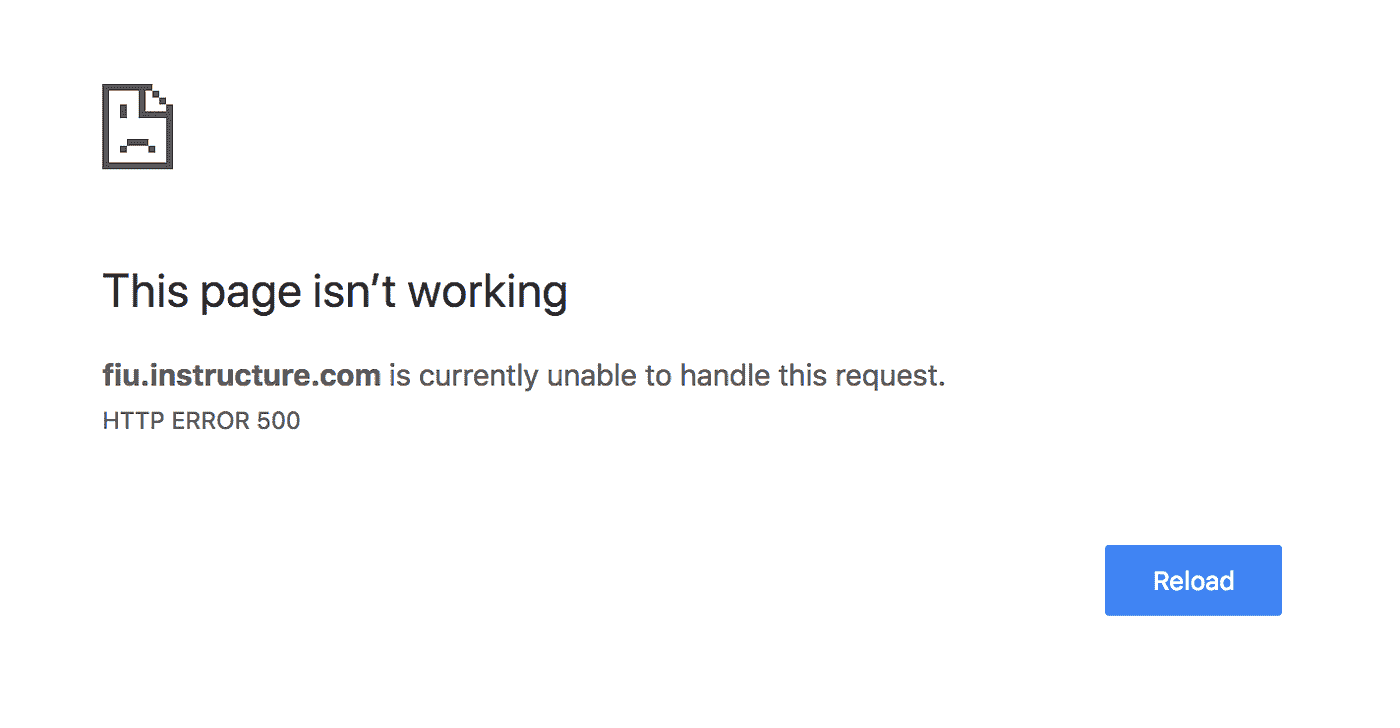 This page isn’t working
fiu.instructure.com is currently unable to handle this request.
HTTP ERROR 500
Reload